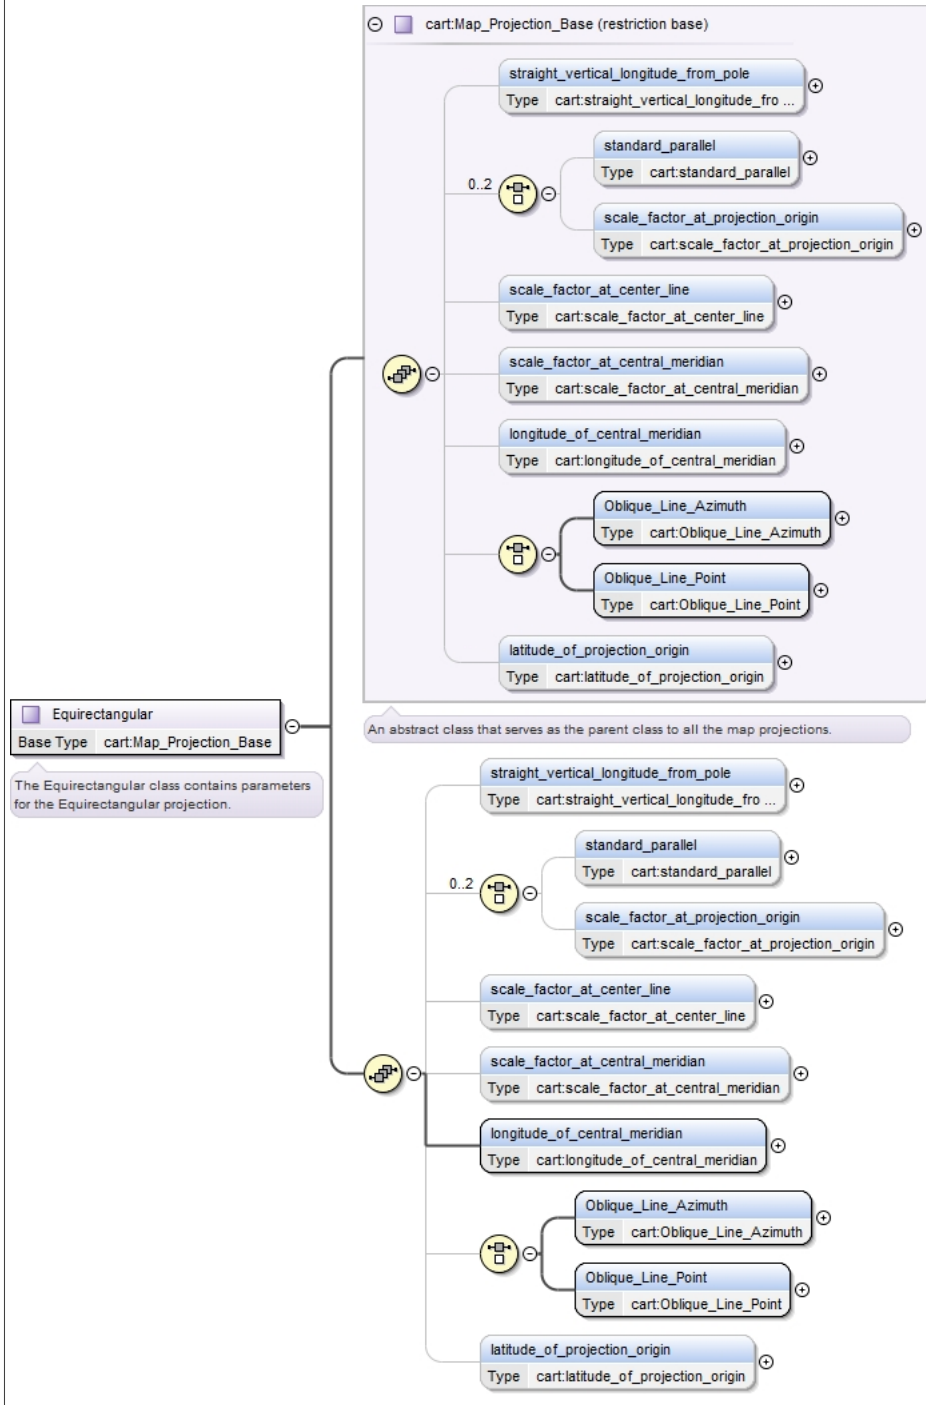 cart:Map_Projection_Base (restriction base)
straight_vertical_longitude_from_pole
Type cart:straight_vertical_longitude_fro ...
0..2
standard_parallel
Type cart:standard_parallel
scale_factor_at_projection_origin
Type cart:scale_factor_at_projection_origin
scale_factor_at_center_line
Type cart:scale_factor_at_center_line
scale_factor_at_central_meridian
Type cart:scale_factor_at_central_meridian
longitude_of_central_meridian
Type cart:longitude_of_central_meridian
Oblique_Line_Azimuth
Type cart:Oblique_Line_Azimuth
Oblique_Line_Point
Type cart:Oblique_Line_Point
latitude_of_projection_origin
Type cart:latitude_of_projection_origin
An abstract class that serves as the parent class to all the map projections.
Equirectangular
Base Type cart:Map_Projection_Base
The Equirectangular class contains parameters
for the Equirectangular projection.
straight_vertical_longitude_from_pole
Type cart:straight_vertical_longitude_fro ...
0..2
standard_parallel
Type cart:standard_parallel
scale_factor_at_projection_origin
Type cart:scale_factor_at_projection_origin
scale_factor_at_center_line
Type cart:scale_factor_at_center_line
scale_factor_at_central_meridian
Type cart:scale_factor_at_central_meridian
longitude_of_central_meridian
Type cart:longitude_of_central_meridian
Oblique_Line_Azimuth
Type cart:Oblique_Line_Azimuth
Oblique_Line_Point
Type cart:Oblique_Line_Point
latitude_of_projection_origin
Type cart:latitude_of_projection_origin